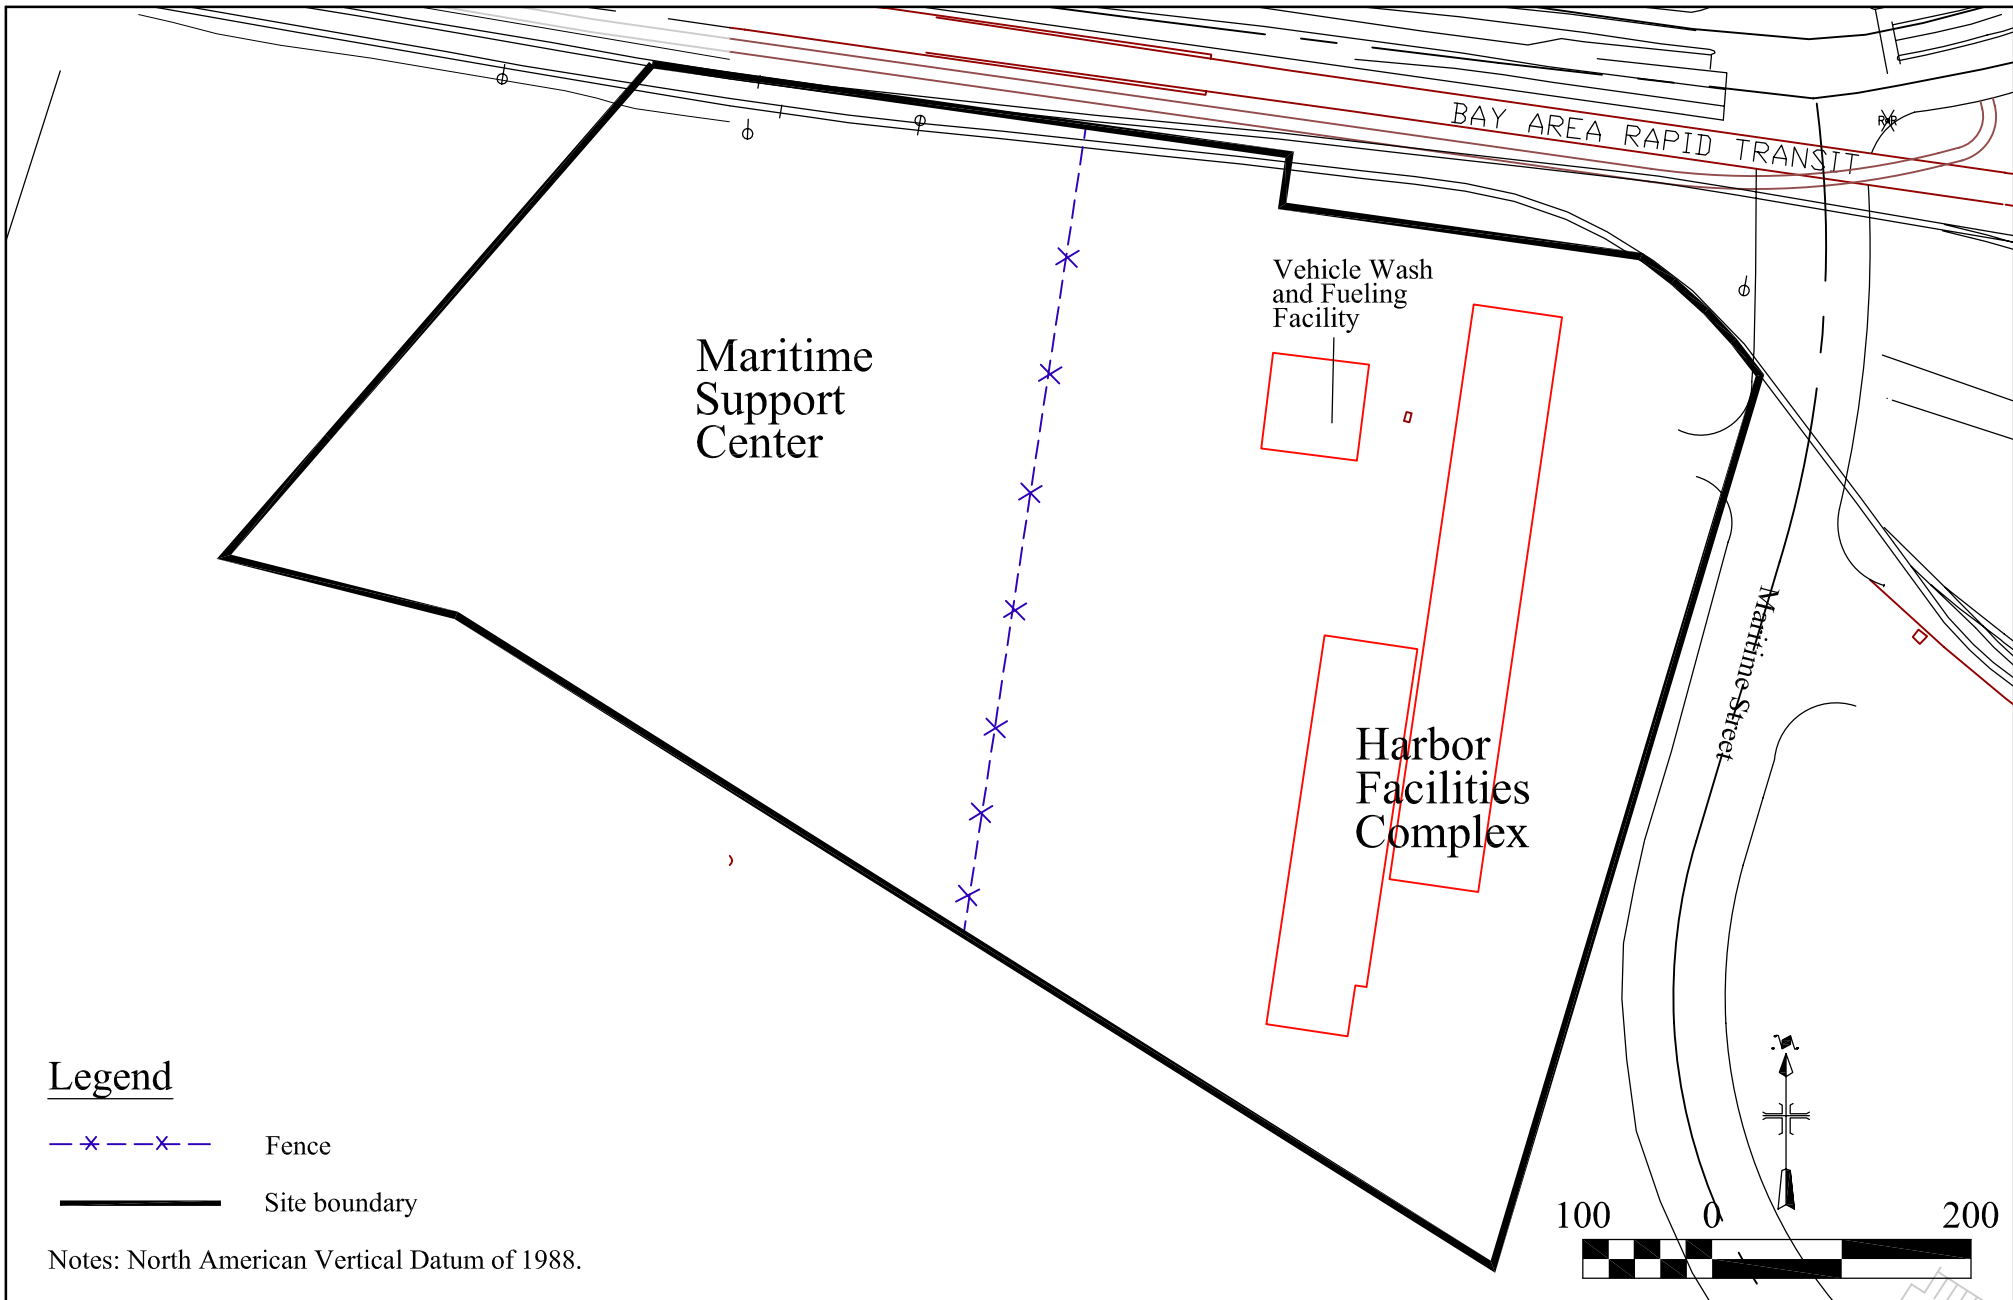 BAY AREA RAPID TRANSIT
RXR
Vehicle Wash
and Fueling
Facility
Maritime
Support
Center
Maritime Street
Harbor
Facilities
Complex
Legend
Fence
Site boundary
Notes: North American Vertical Datum of 1988.
N
100 0 200